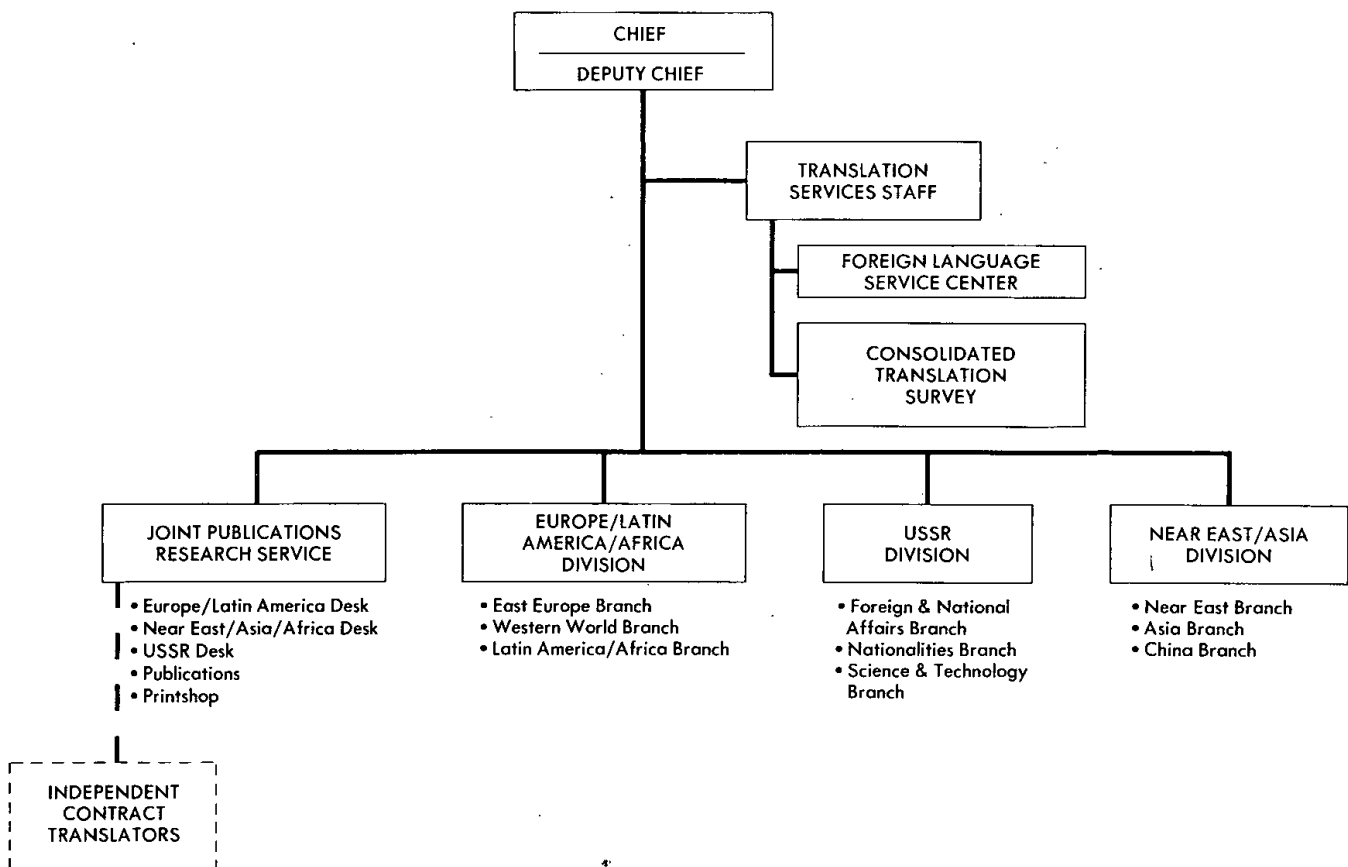 CHIEF
DEPUTY CHIEF
TRANSLATION
SERVICES STAFF
FOREIGN LANGUAGE
SERVICE CENTER
CONSOLIDATED
TRANSLATION
SURVEY
JOINT PUBLICATIONS
RESEARCH SERVICE
• Europe/Latin America Desk
• Near East/Asia/Africa Desk
• USSR Desk
• Publications
• Printshop
INDEPENDENT
CONTRACT
TRANSLATORS
EUROPE/LATIN
AMERICA/AFRICA
DIVISION
• East Europe Branch
• Western World Branch
• Latin America/Africa Branch
USSR
DIVISION
• Foreign & National
Affairs Branch
• Nationalities Branch
• Science & Technology
Branch
NEAR EAST/ASIA
DIVISION
• Near East Branch
• Asia Branch
• China Branch